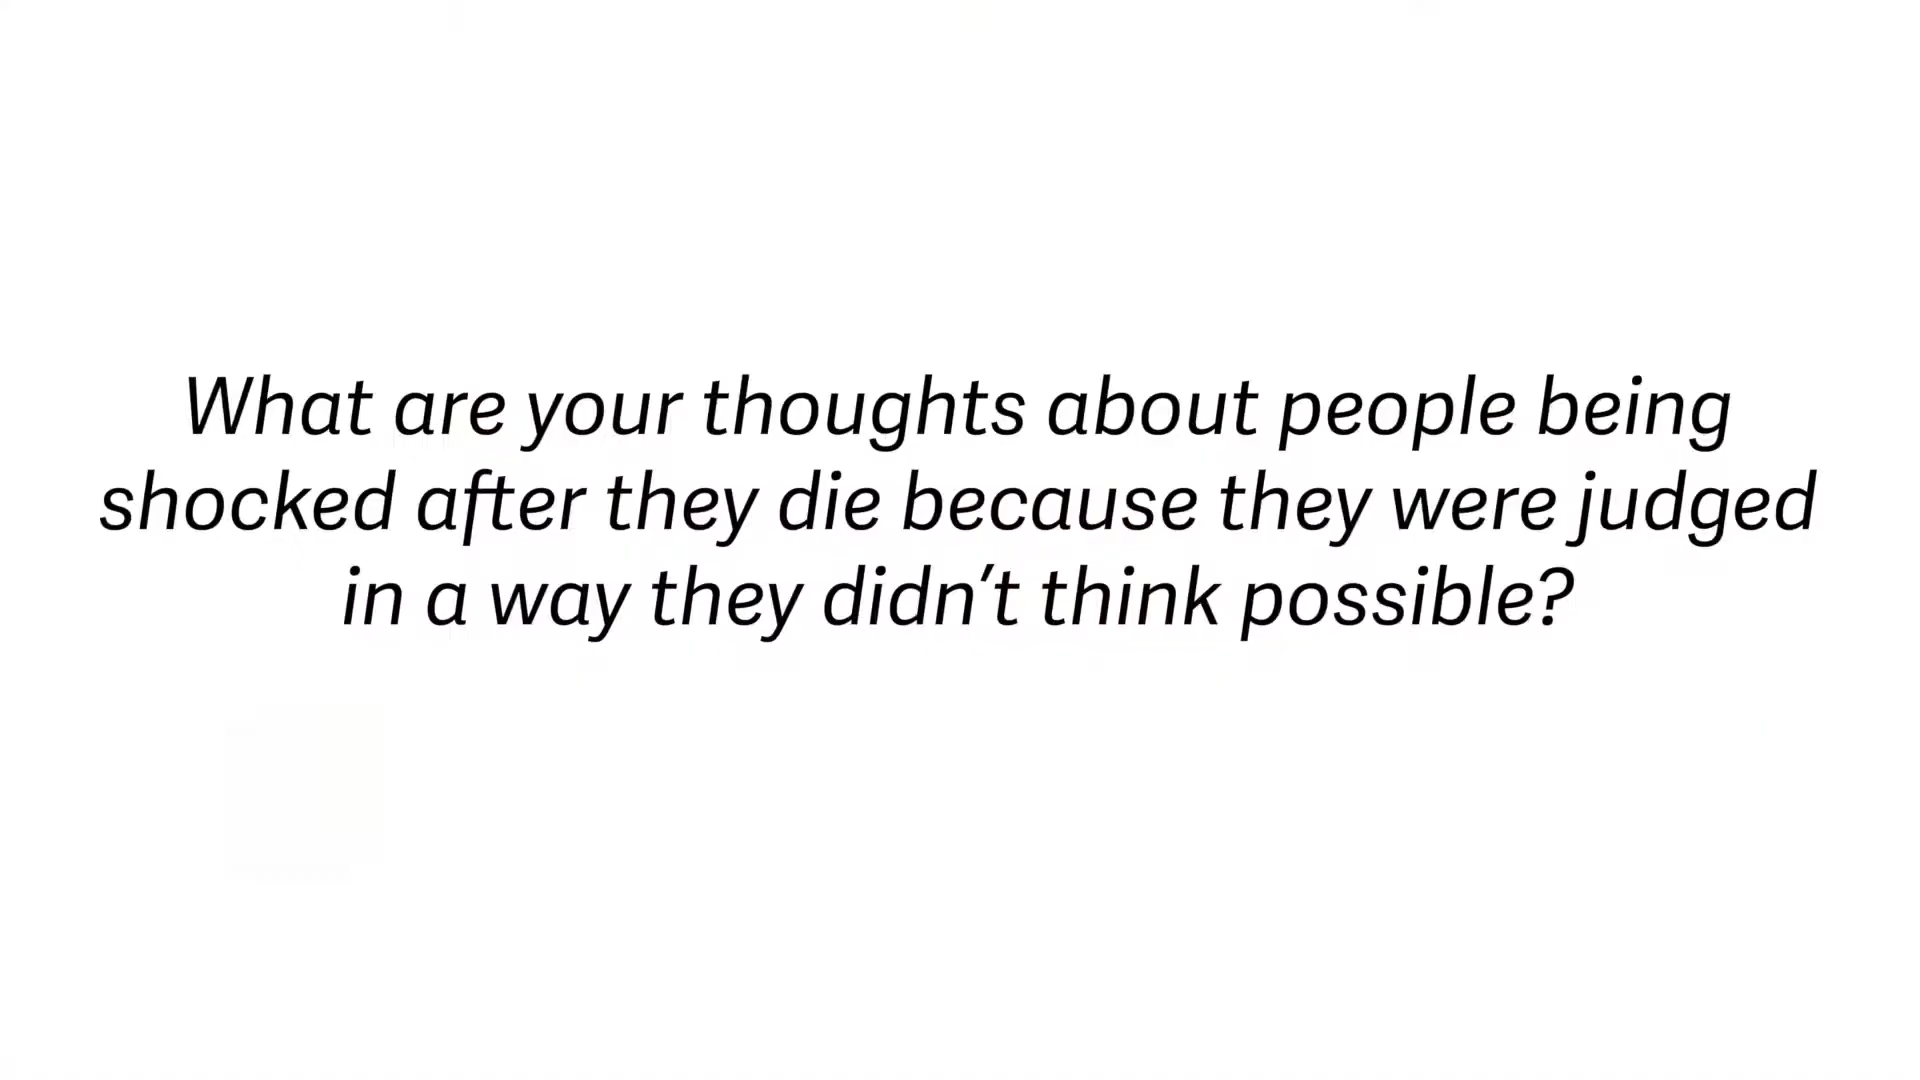 What are your thoughts about people being
shocked after they die because they were judged
in a way they didn’t think possible?